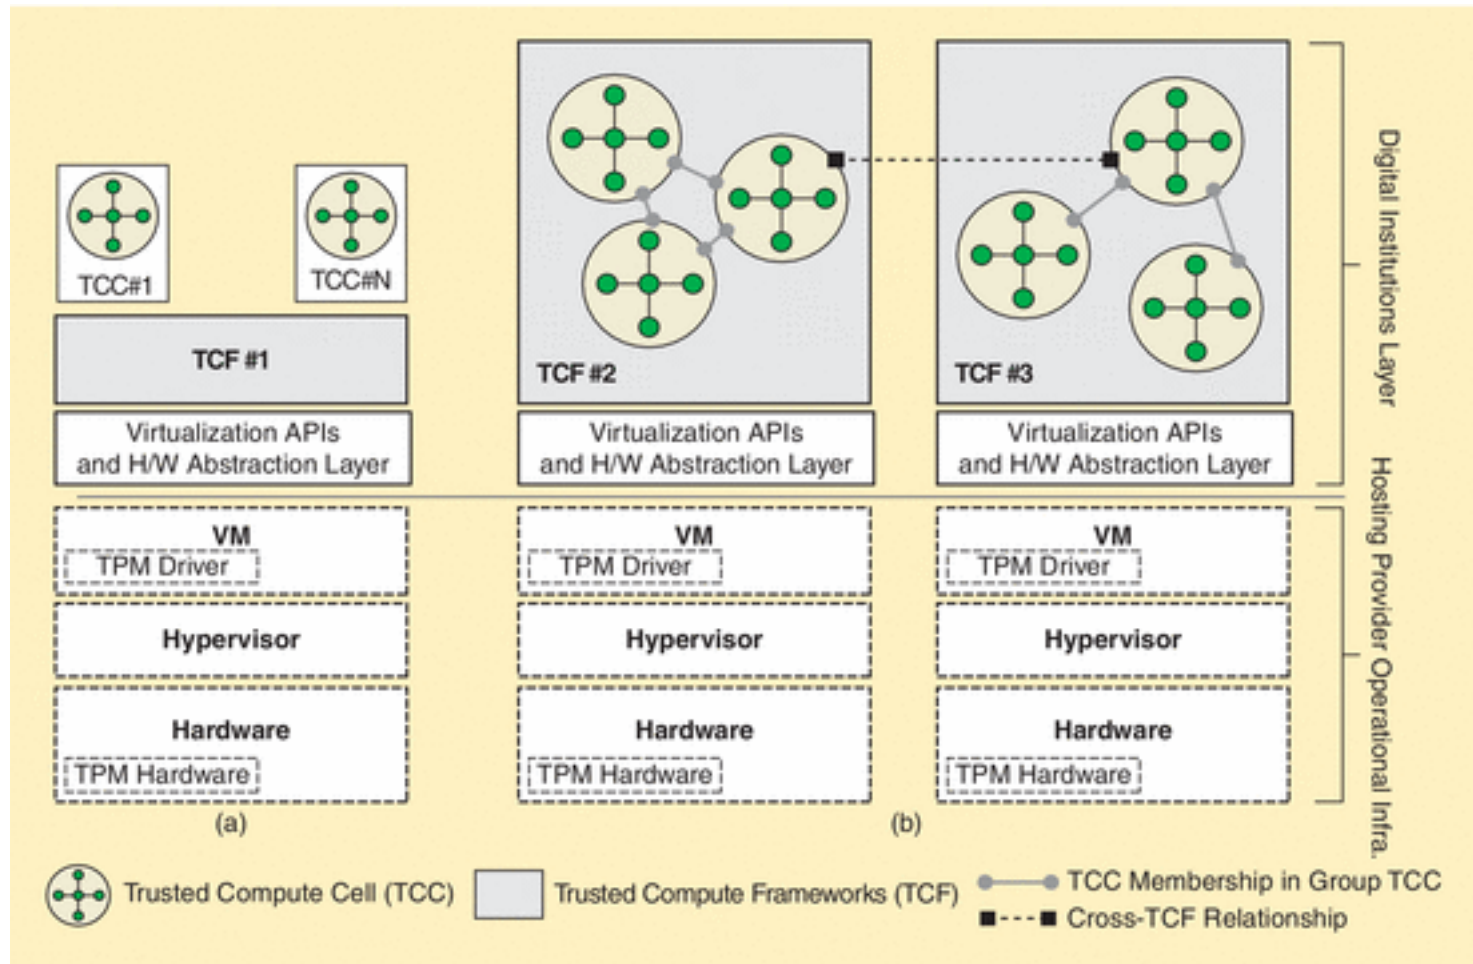 TCC#1
TCC#N
TCF #1
TCF #2
TCF #3
Virtualization APIs
and H/W Abstraction Layer
Virtualization APIs
and H/W Abstraction Layer
Virtualization APIs
and H/W Abstraction Layer
Digital Institutions Layer
VM
TPM Driver
VM
TPM Driver
VM
TPM Driver
Hypervisor
Hypervisor
Hypervisor
Hardware
TPM Hardware
Hardware
TPM Hardware
Hardware
TPM Hardware
Hosting Provider Operational Infra.
(a)
(b)
Trusted Compute Cell (TCC)
Trusted Compute Frameworks (TCF)
TCC Membership in Group TCC
Cross-TCF Relationship